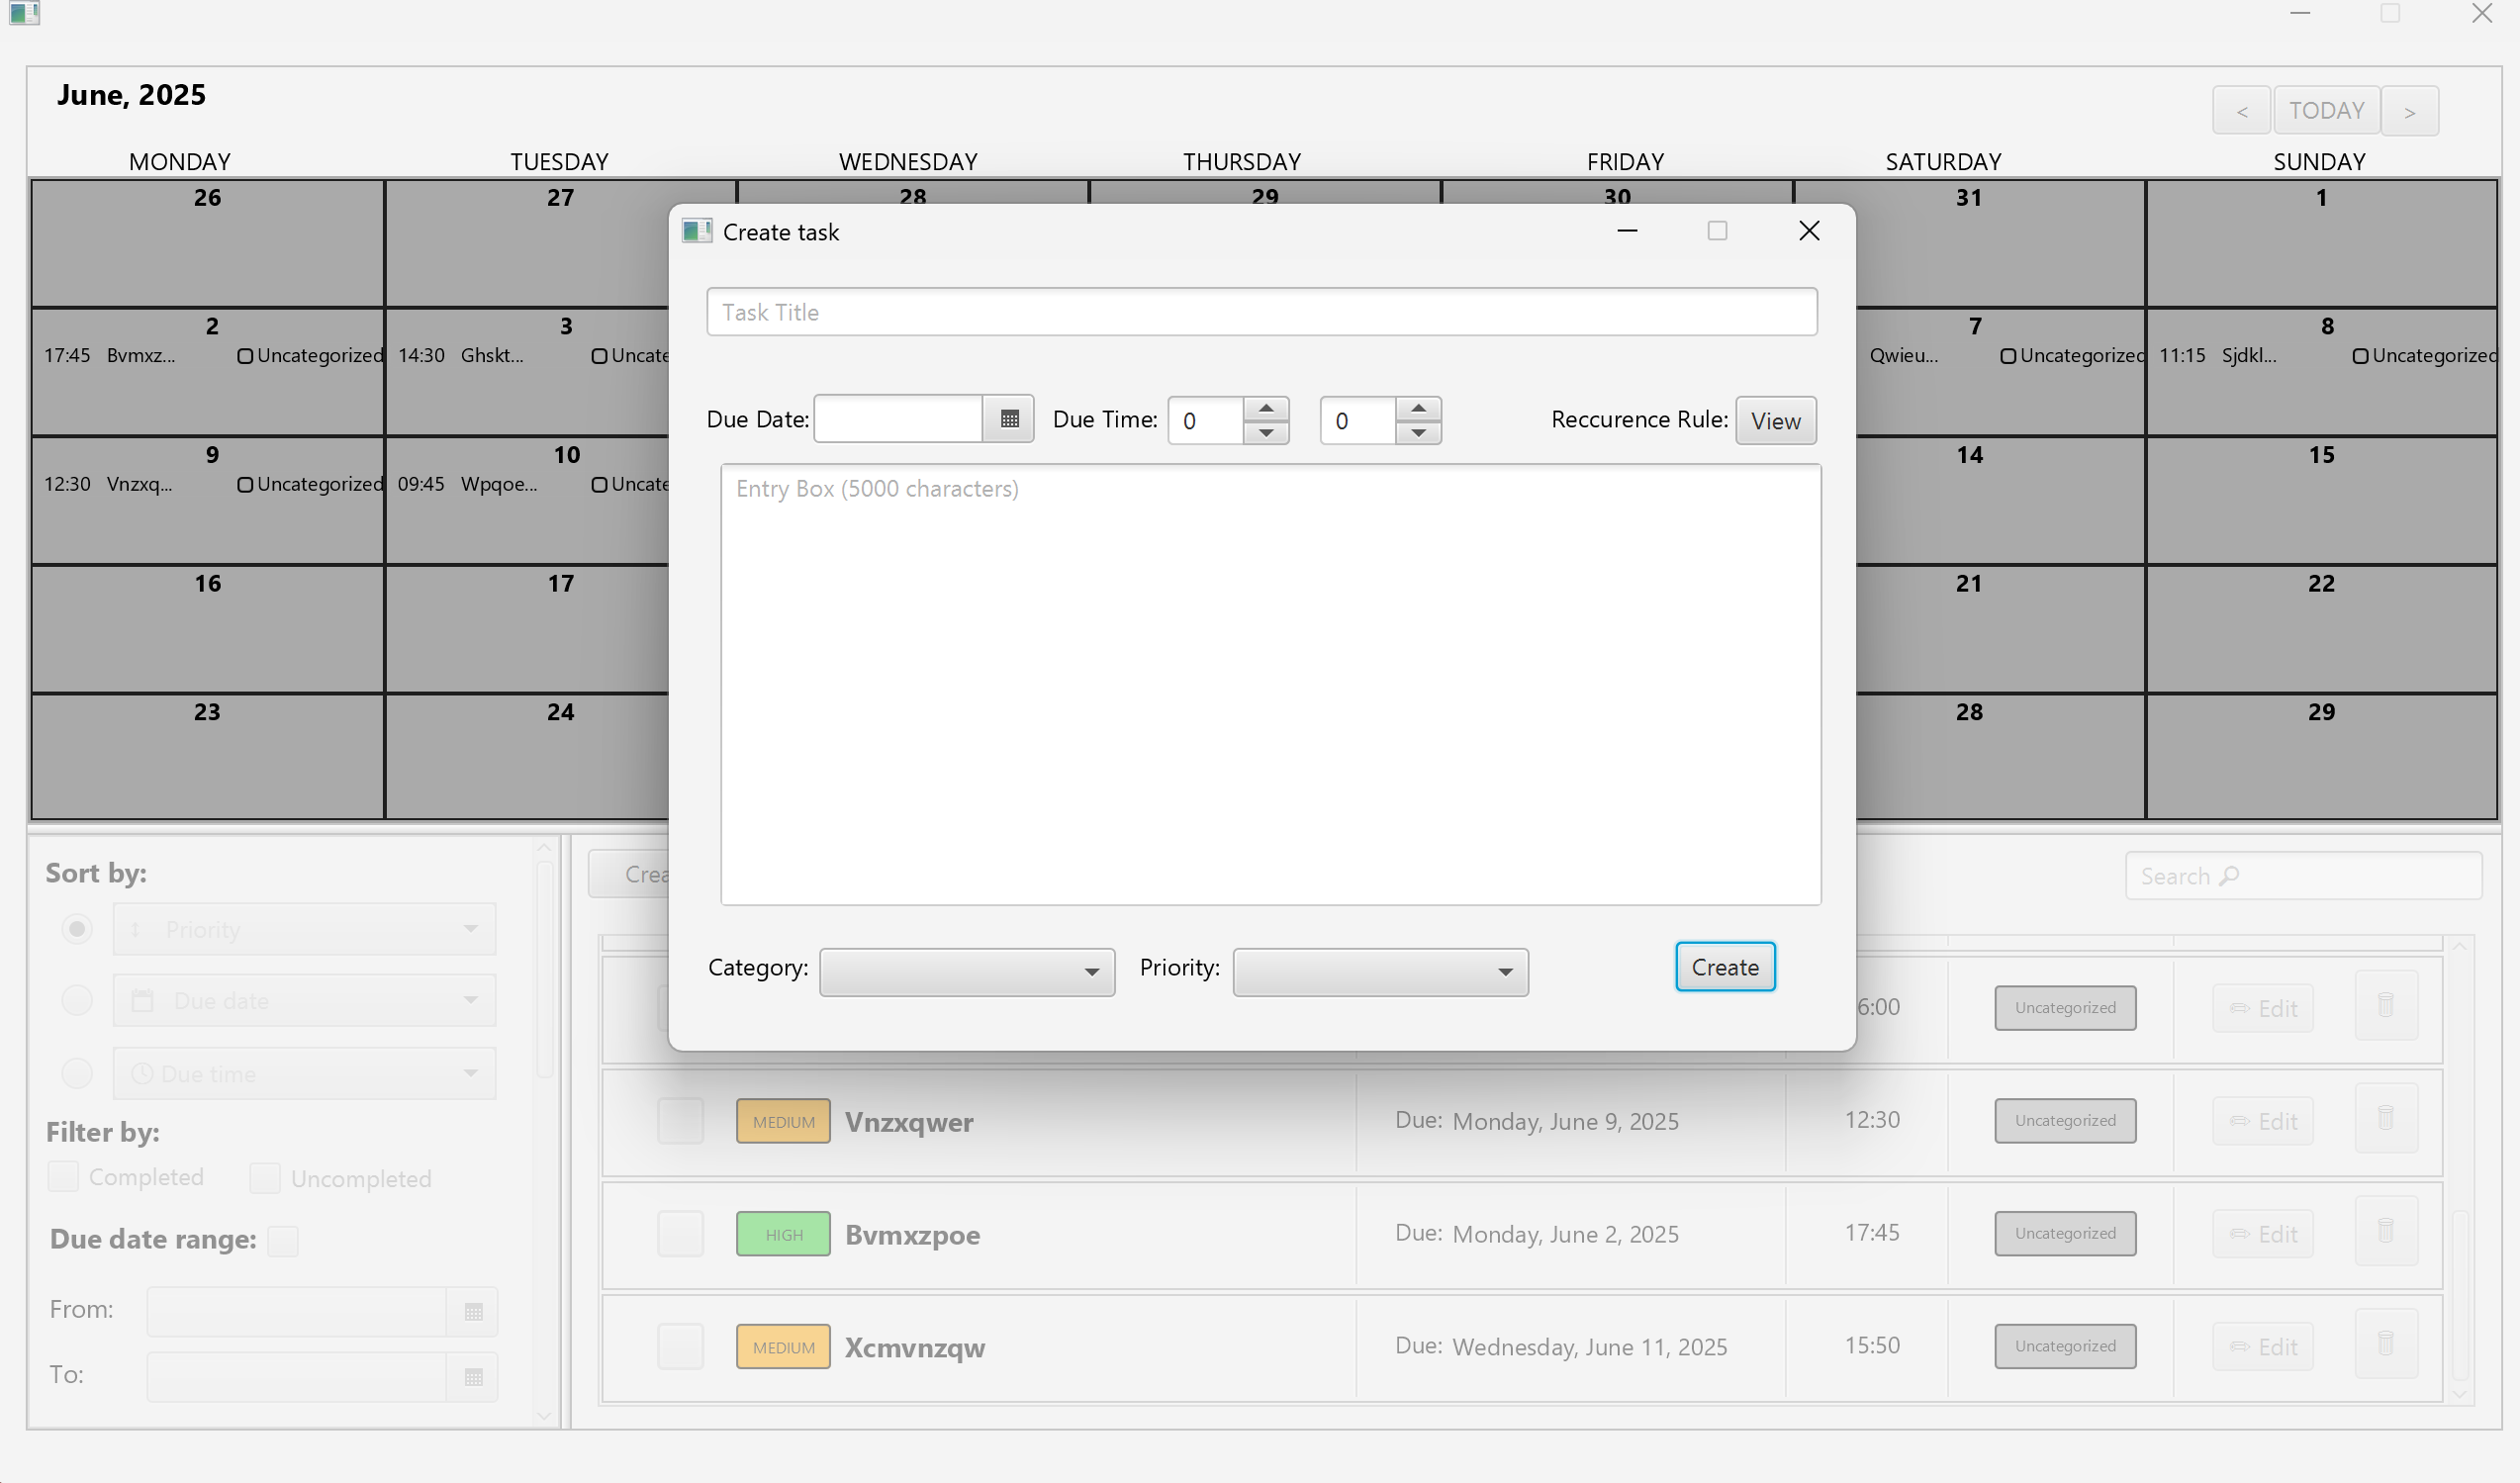 June, 2025
< TODAY >
MONDAY TUESDAY WEDNESDAY THURSDAY FRIDAY SATURDAY SUNDAY
26 27 28 29 30 31 1
2 3 7 8
17:45 Bvmxz... Uncategorized 14:30 Ghskt... Uncate Qwieu... Uncategorized 11:15 Sjdkl... Uncategorized
9 10 14 15
12:30 Vnzxq... Uncategorized 09:45 Wpqoe... Uncate
16 17 21 22
23 24 28 29
Create task
Task Title
Due Date: Due Time: 0 0 Reccurence Rule: View
Entry Box (5000 characters)
Category: Priority: Create
Sort by:
Priority
Due date
Due time
Filter by:
Completed Uncompleted
Due date range:
From:
To:
Crea
Search
6:00 Uncategorized Edit
MEDIUM Vnzxqwer Due: Monday, June 9, 2025 12:30 Uncategorized Edit
HIGH Bvmxzpoe Due: Monday, June 2, 2025 17:45 Uncategorized Edit
MEDIUM Xcmvnzqw Due: Wednesday, June 11, 2025 15:50 Uncategorized Edit